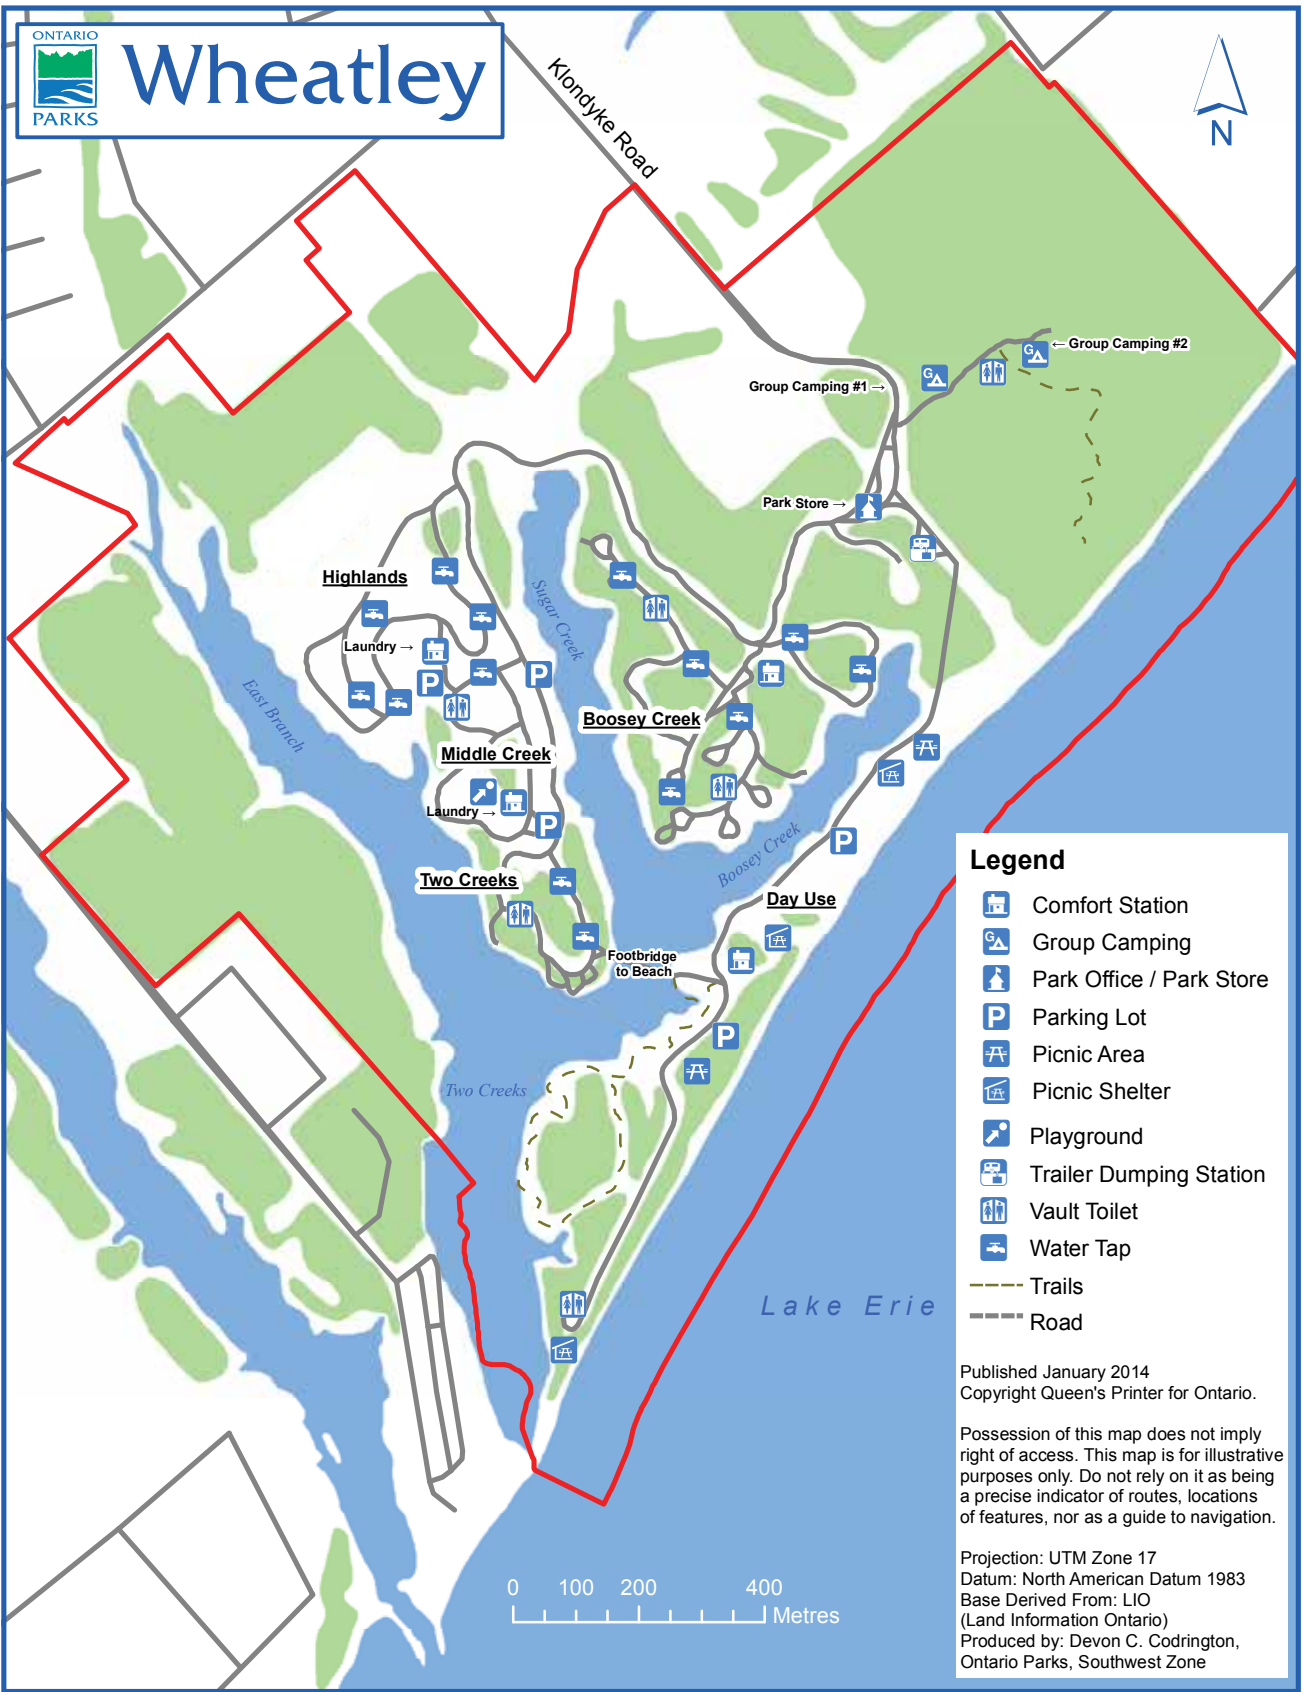 ONTARIO
PARKS
Wheatley
Klondyke Road
N
← Group Camping #2
Group Camping #1 →
Park Store →
Highlands
Laundry →
Sugar Creek
East Branch
Boosey Creek
Middle Creek
Laundry →
Two Creeks
Boosey Creek
Day Use
Footbridge
to Beach
Two Creeks
Lake Erie
G
G
P
P
P
P
P
Legend
Comfort Station
G
Group Camping
Park Office / Park Store
P
Parking Lot
Picnic Area
Picnic Shelter
Playground
Trailer Dumping Station
Vault Toilet
Water Tap
Trails
Road
Published January 2014
Copyright Queen's Printer for Ontario.
Possession of this map does not imply
right of access. This map is for illustrative
purposes only. Do not rely on it as being
a precise indicator of routes, locations
of features, nor as a guide to navigation.
Projection: UTM Zone 17
Datum: North American Datum 1983
Base Derived From: LIO
(Land Information Ontario)
Produced by: Devon C. Codrington,
Ontario Parks, Southwest Zone
0 100 200 400
Metres